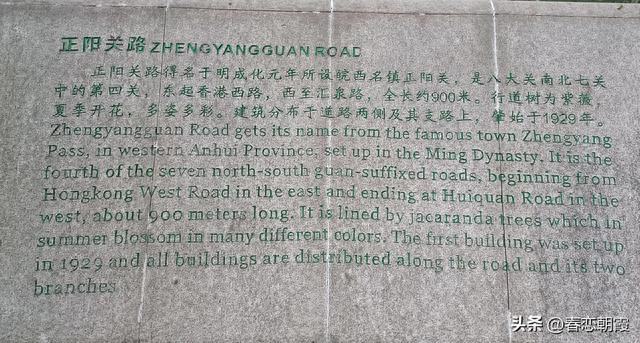 正阳关路 ZHENGYANGGUAN ROAD
正阳关路得名于明成化元年所设皖西名镇正阳关，是八大关南北七关
中的第四关，东起香港西路，西至汇泉路，全长约900米。行道树为紫薇，
夏季开花，多姿多彩。建筑分布于道路两侧及其支路上，肇始于1929年。
Zhengyangguan Road gets its name from the famous town Zhengyang
Pass, in western Anhui Province, set up in the Ming Dynasty. It is the
fourth of the seven north-south guan-suffixed roads, beginning from
Hongkong West Road in the east and ending at Huiquan Road in the
west, about 900 meters long. It is lined by jacaranda trees which in
summer blossom in many different colors. The first building was set up
in 1929 and all buildings are distributed along the road and its two
branches
头条 @春恋朝霞